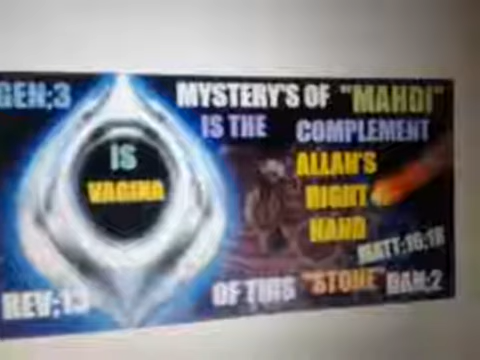 GEN;3
MYSTERY'S OF "MAHDI"
IS THE COMPLEMENT
IS
VAGINA
ALLAH'S
RIGHT
HAND
MATT;16;18
REV;13
OF THIS "STONE" DAN;2